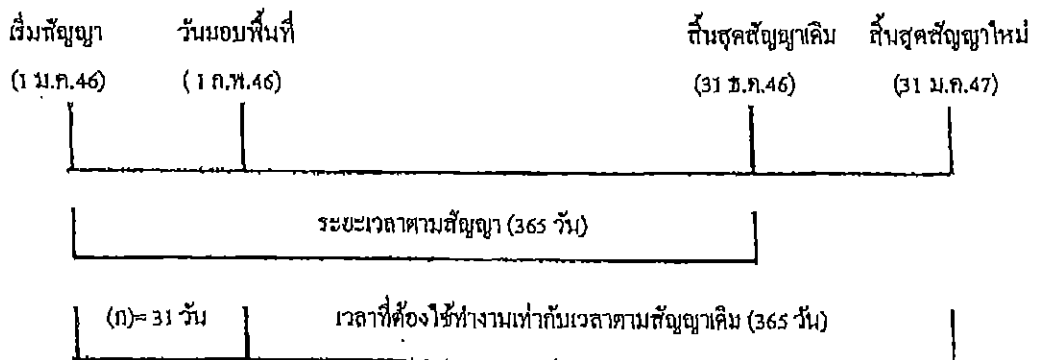 เริ่มสัญญา วันมอบพื้นที่ สิ้นสุดสัญญาเดิม สิ้นสุดสัญญาใหม่
(1 ม.ค.46) (1 ก.พ.46) (31 ธ.ค.46) (31 ม.ค.47)
ระยะเวลาตามสัญญา (365 วัน)
(ก)= 31 วัน เวลาที่ต้องใช้ทำงานเท่ากับเวลาตามสัญญาเดิม (365 วัน)